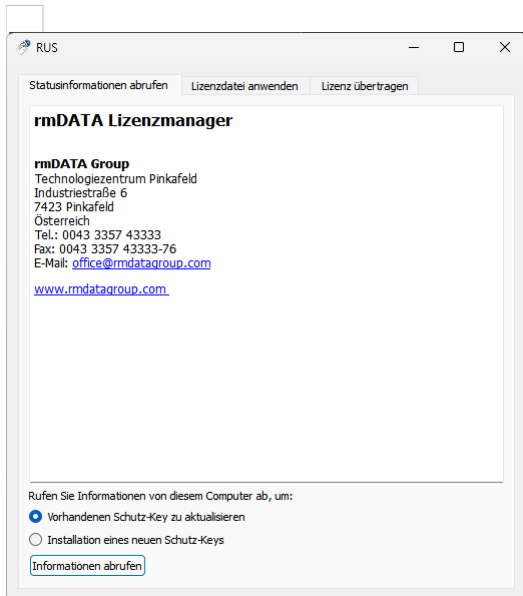 RUS
Statusinformationen abrufen Lizenzdatei anwenden Lizenz übertragen
rmDATA Lizenzmanager
rmDATA Group
Technologiezentrum Pinkafeld
Industriestraße 6
7423 Pinkafeld
Österreich
Tel.: 0043 3357 43333
Fax: 0043 3357 43333-76
E-Mail: office@rmdatagroup.com
www.rmdatagroup.com
Rufen Sie Informationen von diesem Computer ab, um:
Vorhandenen Schutz-Key zu aktualisieren
Installation eines neuen Schutz-Keys
Informationen abrufen